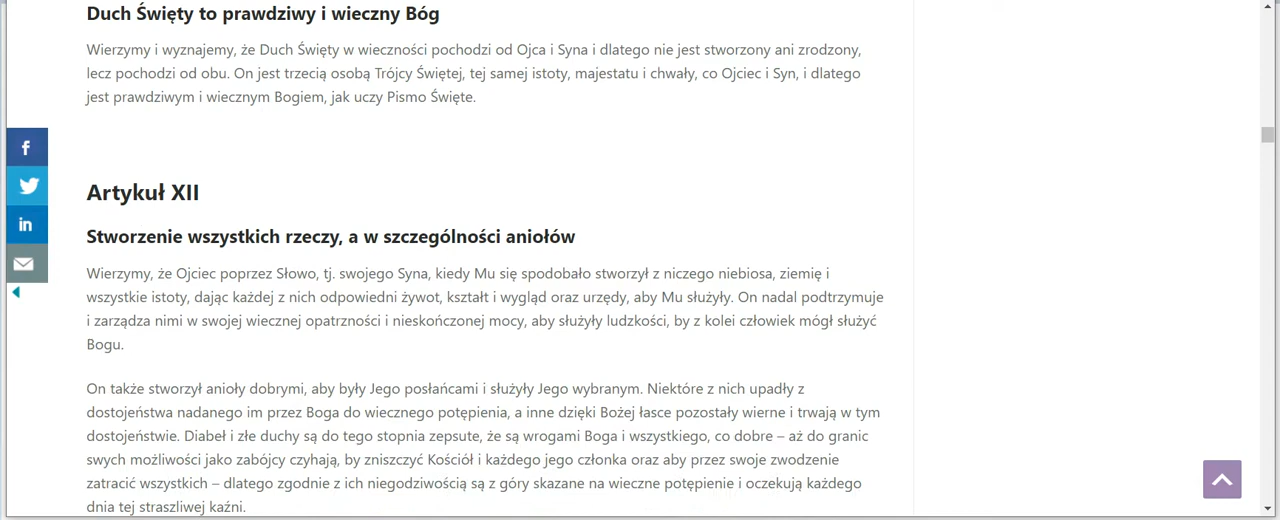 Duch Święty to prawdziwy i wieczny Bóg
Wierzymy i wyznajemy, że Duch Święty w wieczności pochodzi od Ojca i Syna i dlatego nie jest stworzony ani zrodzony,
lecz pochodzi od obu. On jest trzecią osobą Trójcy Świętej, tej samej istoty, majestatu i chwały, co Ojciec i Syn, i dlatego
jest prawdziwym i wiecznym Bogiem, jak uczy Pismo Święte.
Artykuł XII
Stworzenie wszystkich rzeczy, a w szczególności aniołów
Wierzymy, że Ojciec poprzez Słowo, tj. swojego Syna, kiedy Mu się spodobało stworzył z niczego niebiosa, ziemię i
wszystkie istoty, dając każdej z nich odpowiedni żywot, kształt i wygląd oraz urzędy, aby Mu służyły. On nadal podtrzymuje
i zarządza nimi w swojej wiecznej opatrzności i nieskończonej mocy, aby służyły ludzkości, by z kolei człowiek mógł służyć
Bogu.
On także stworzył anioły dobrymi, aby były Jego posłańcami i służyły Jego wybranym. Niektóre z nich upadły z
dostojeństwa nadanego im przez Boga do wiecznego potępienia, a inne dzięki Bożej łasce pozostały wierne i trwają w tym
dostojeństwie. Diabeł i złe duchy są do tego stopnia zepsute, że są wrogami Boga i wszystkiego, co dobre – aż do granic
swych możliwości jako zabójcy czyhają, by zniszczyć Kościół i każdego jego członka oraz aby przez swoje zwodzenie
zatracić wszystkich – dlatego zgodnie z ich niegodziwością są z góry skazane na wieczne potępienie i oczekują każdego
dnia tej straszliwej kaźni.